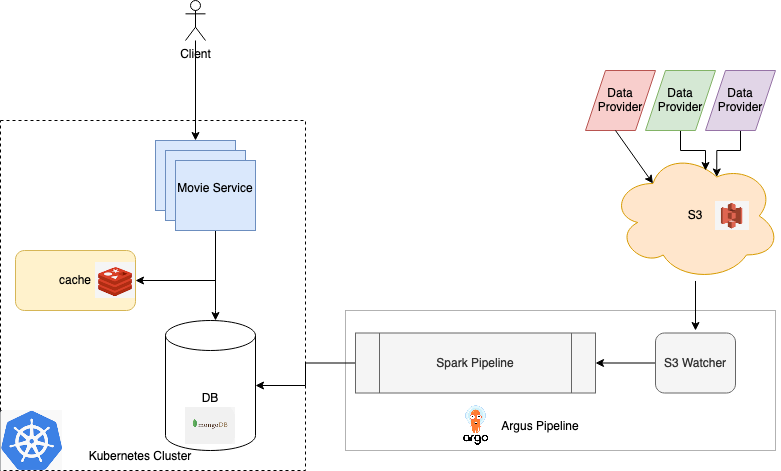 Client
Data
Provider
Data
Provider
Data
Provider
Movie Service
S3
cache
Spark Pipeline
S3 Watcher
DB
mongoDB
argo
Argus Pipeline
Kubernetes Cluster